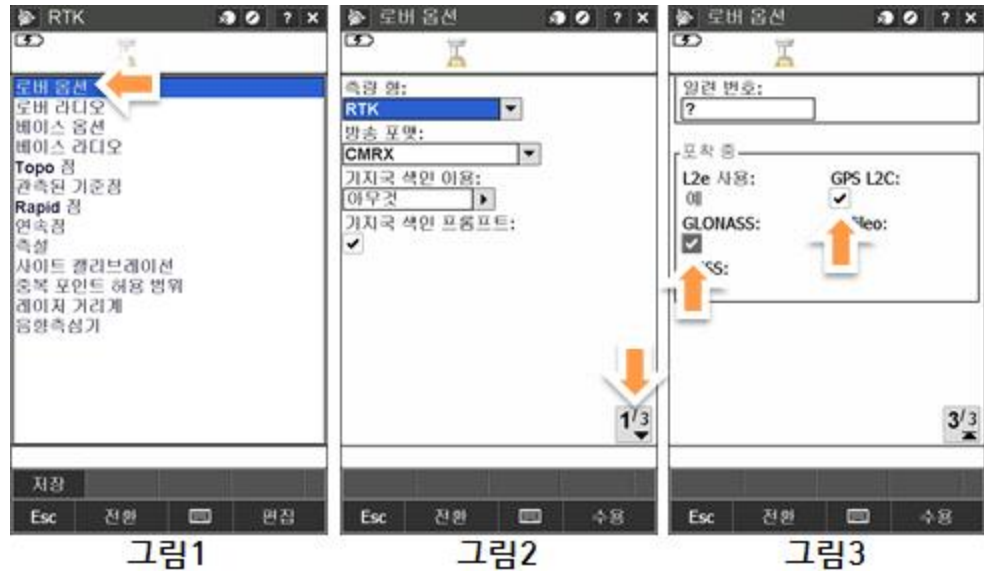 RTK
? ×
로버 옵션
로버 라디오
베이스 옵션
베이스 라디오
Topo 점
관측된 기준점
Rapid 점
연속점
측설
사이트 캘리브레이션
중복 포인트 허용 범위
레이저 거리계
음향측심기
저장
Esc 전환 편집
그림1
로버 옵션
? ×
측량 형:
RTK
방송 포맷:
CMRX
기지국 색인 이용:
아무것
기지국 색인 프롬프트:
1/3
Esc 전환 수용
그림2
로버 옵션
? ×
일련 번호:
?
포착 중
L2e 사용: GPS L2C:
예
GLONASS:
3/3
Esc 전환 수용
그림3